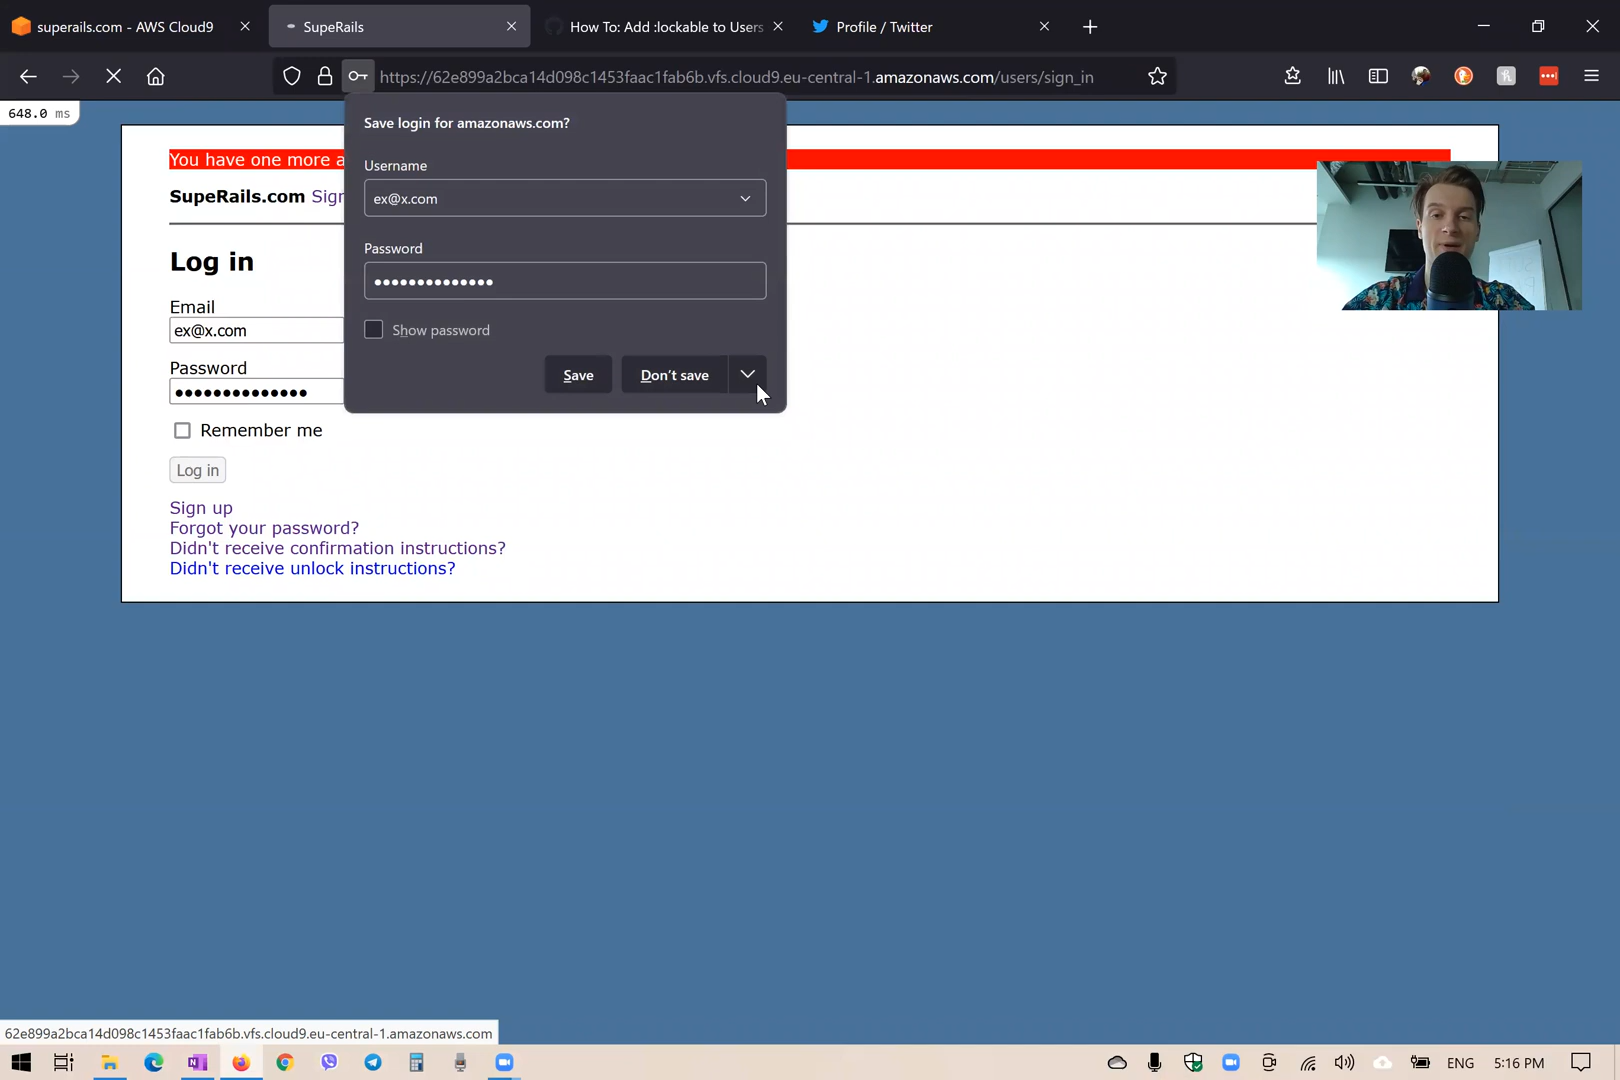 superails.com - AWS Cloud9
SupeRails
How To: Add :lockable to Users
Profile / Twitter
https://62e899a2bca14d098c1453faac1fab6b.vfs.cloud9.eu-central-1.amazonaws.com/users/sign_in
648.0 ms
Save login for amazonaws.com?
Username
ex@x.com
Password
Show password
Save
Don't save
You have one more a
SupeRails.com Sign
Log in
Email
ex@x.com
Password
Remember me
Log in
Sign up
Forgot your password?
Didn't receive confirmation instructions?
Didn't receive unlock instructions?
62e899a2bca14d098c1453faac1fab6b.vfs.cloud9.eu-central-1.amazonaws.com
ENG
5:16 PM